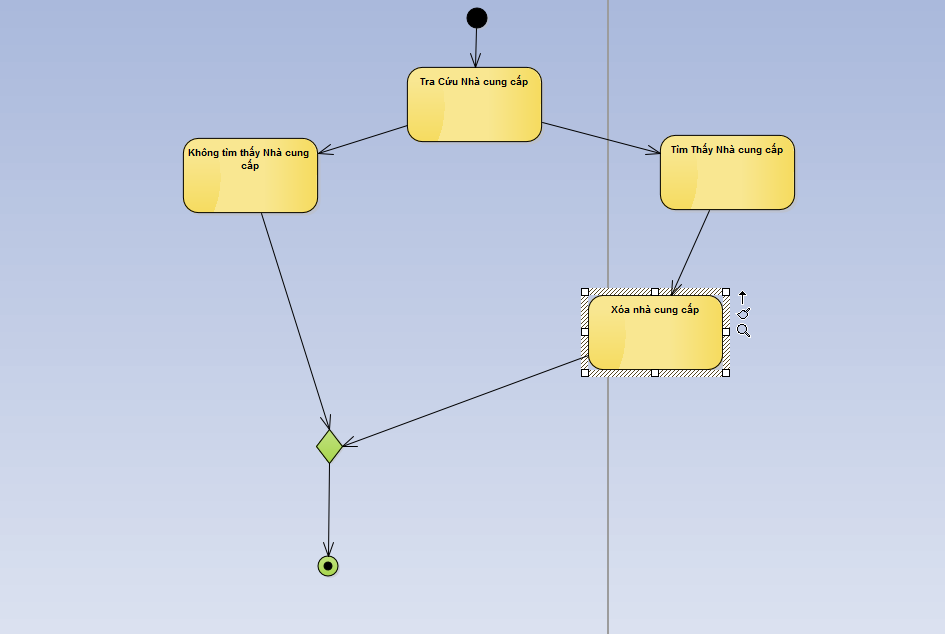 Tra Cứu Nhà cung cấp
Không tìm thấy Nhà cung
cấp
Tìm Thấy Nhà cung cấp
Xóa nhà cung cấp